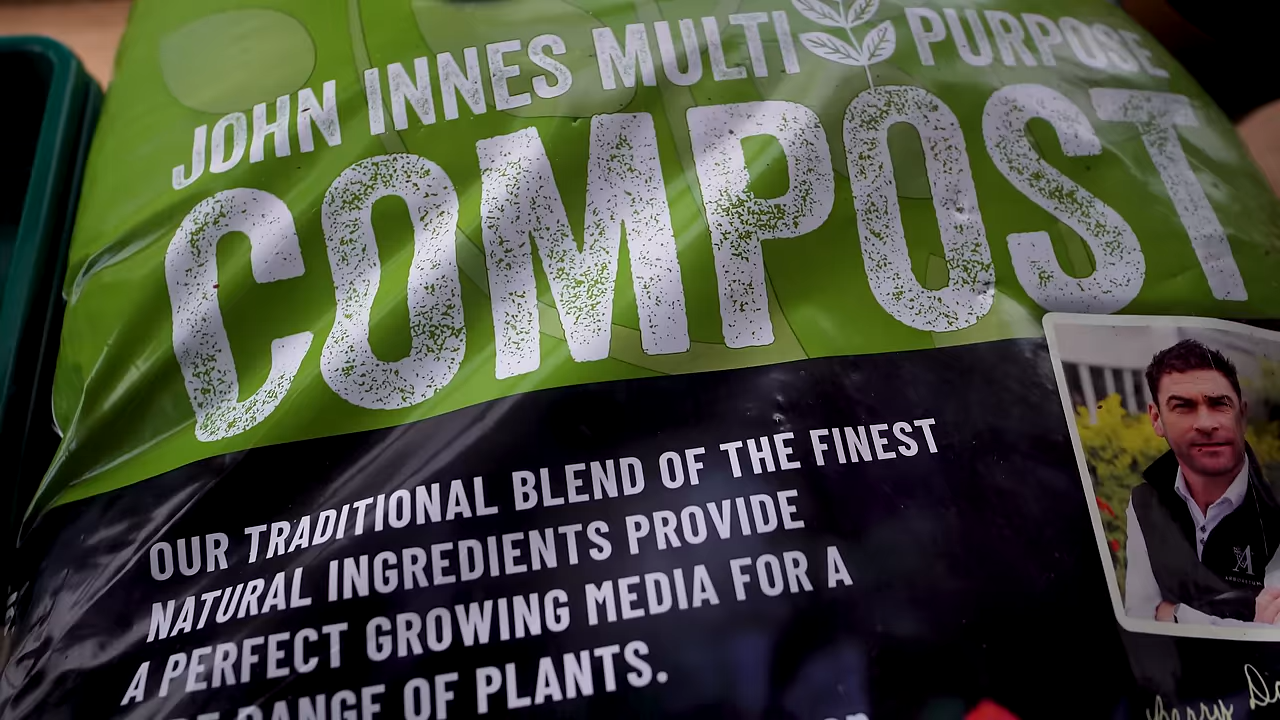 JOHN INNES MULTI PURPOSE
COMPOST
OUR TRADITIONAL BLEND OF THE FINEST
NATURAL INGREDIENTS PROVIDE
A PERFECT GROWING MEDIA FOR A
RANGE OF PLANTS.